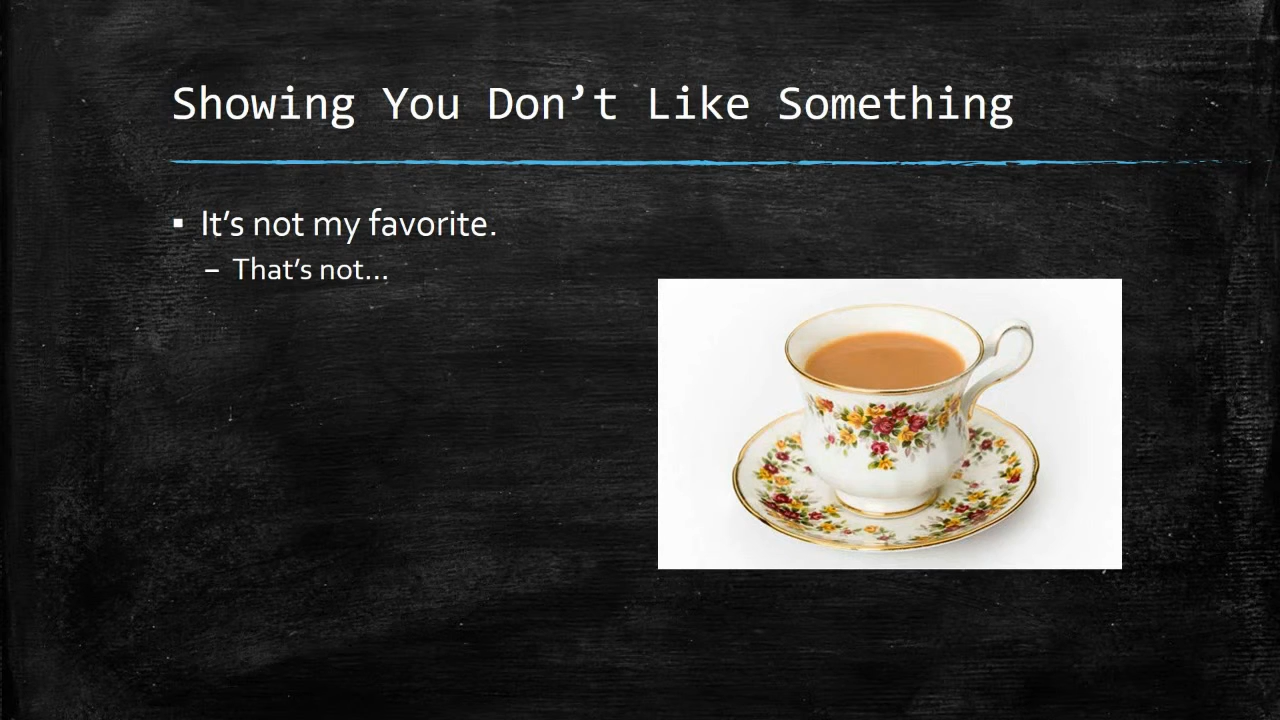 Showing You Don’t Like Something
▪ It’s not my favorite.
– That’s not…